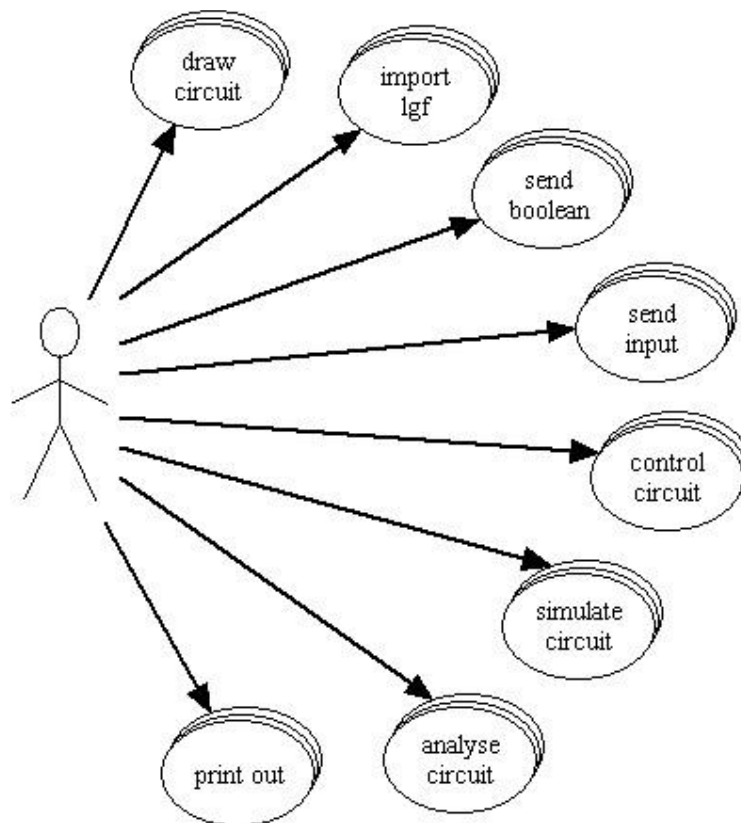 draw
circuit
import
lgf
send
boolean
send
input
control
circuit
simulate
circuit
analyse
circuit
print out